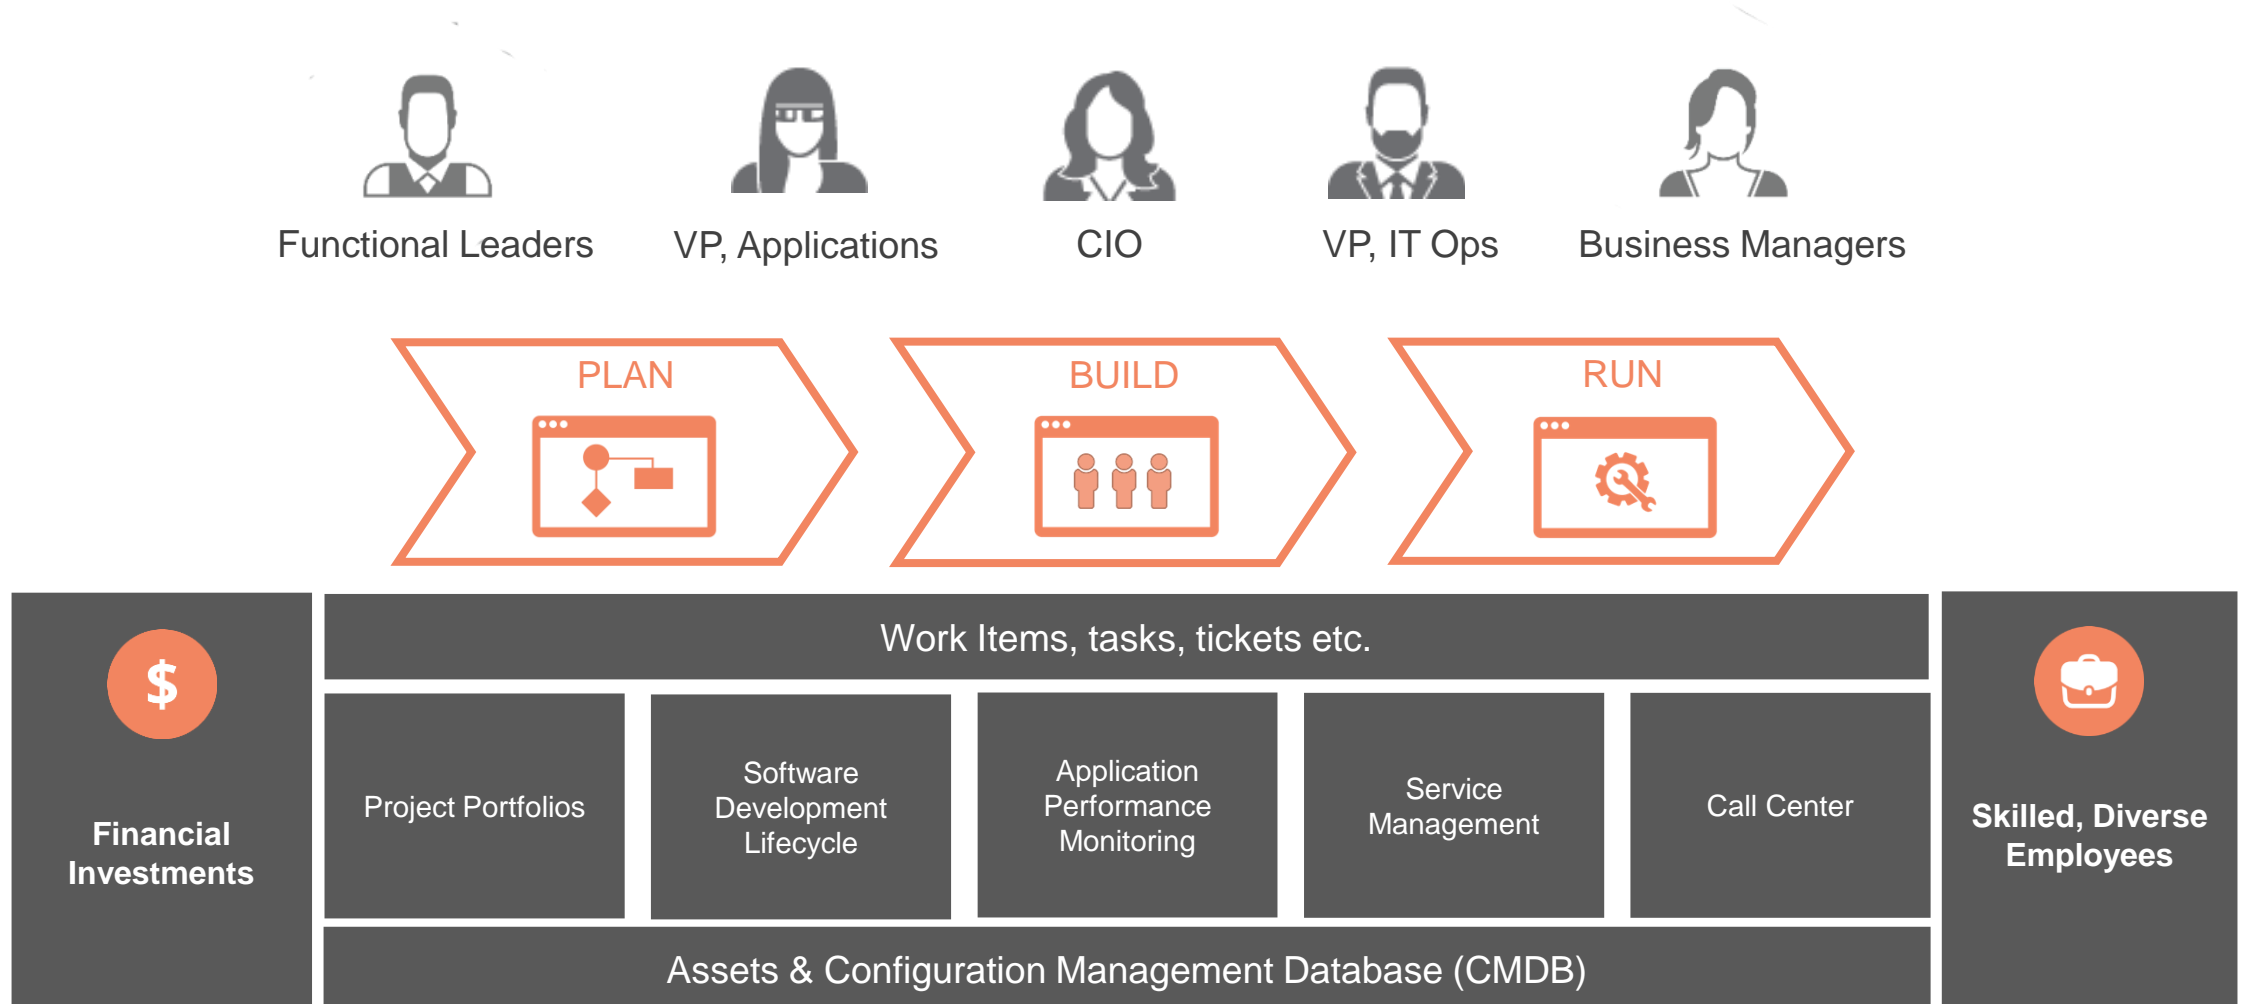 Functional Leaders
VP, Applications
CIO
VP, IT Ops
Business Managers
PLAN
BUILD
RUN
$
Financial
Investments
Work Items, tasks, tickets etc.
Project Portfolios
Software
Development
Lifecycle
Application
Performance
Monitoring
Service
Management
Call Center
Assets & Configuration Management Database (CMDB)
Skilled, Diverse
Employees